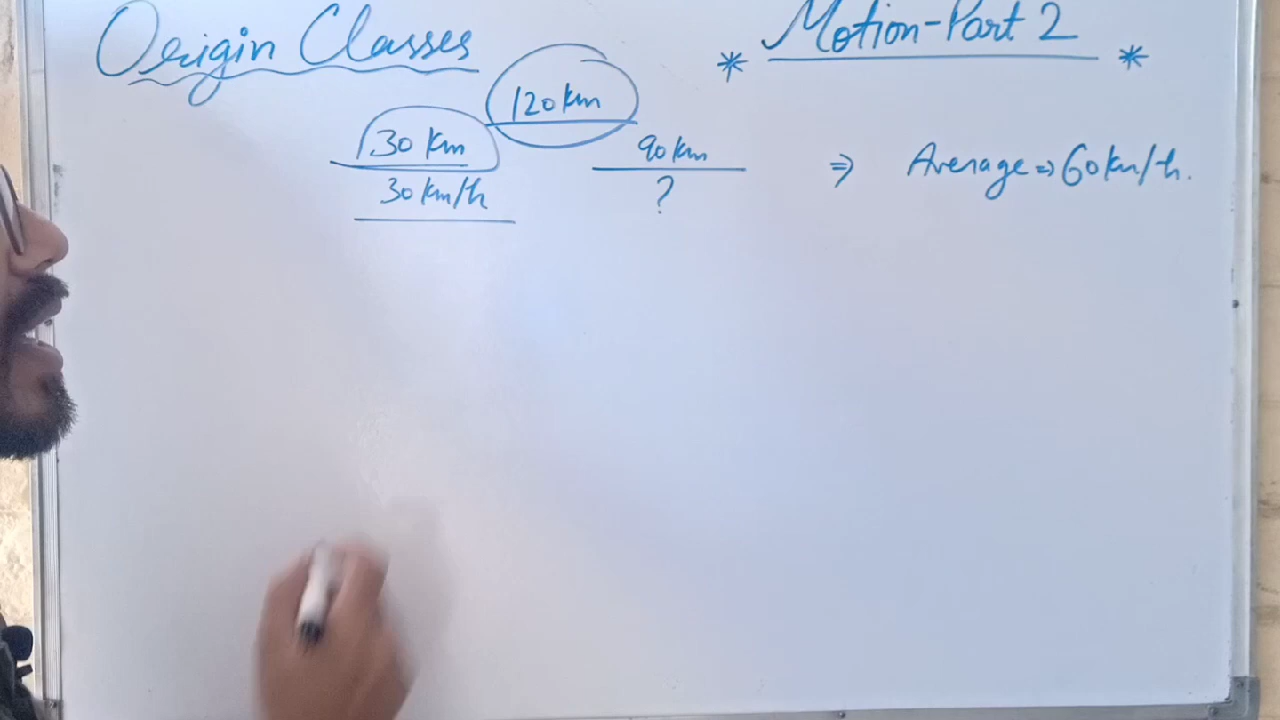 Origin Classes
* Motion-Part 2 *
120 km
30 km 90 km ⇒ Average ⇒ 60 km/h.
30 km/h ?